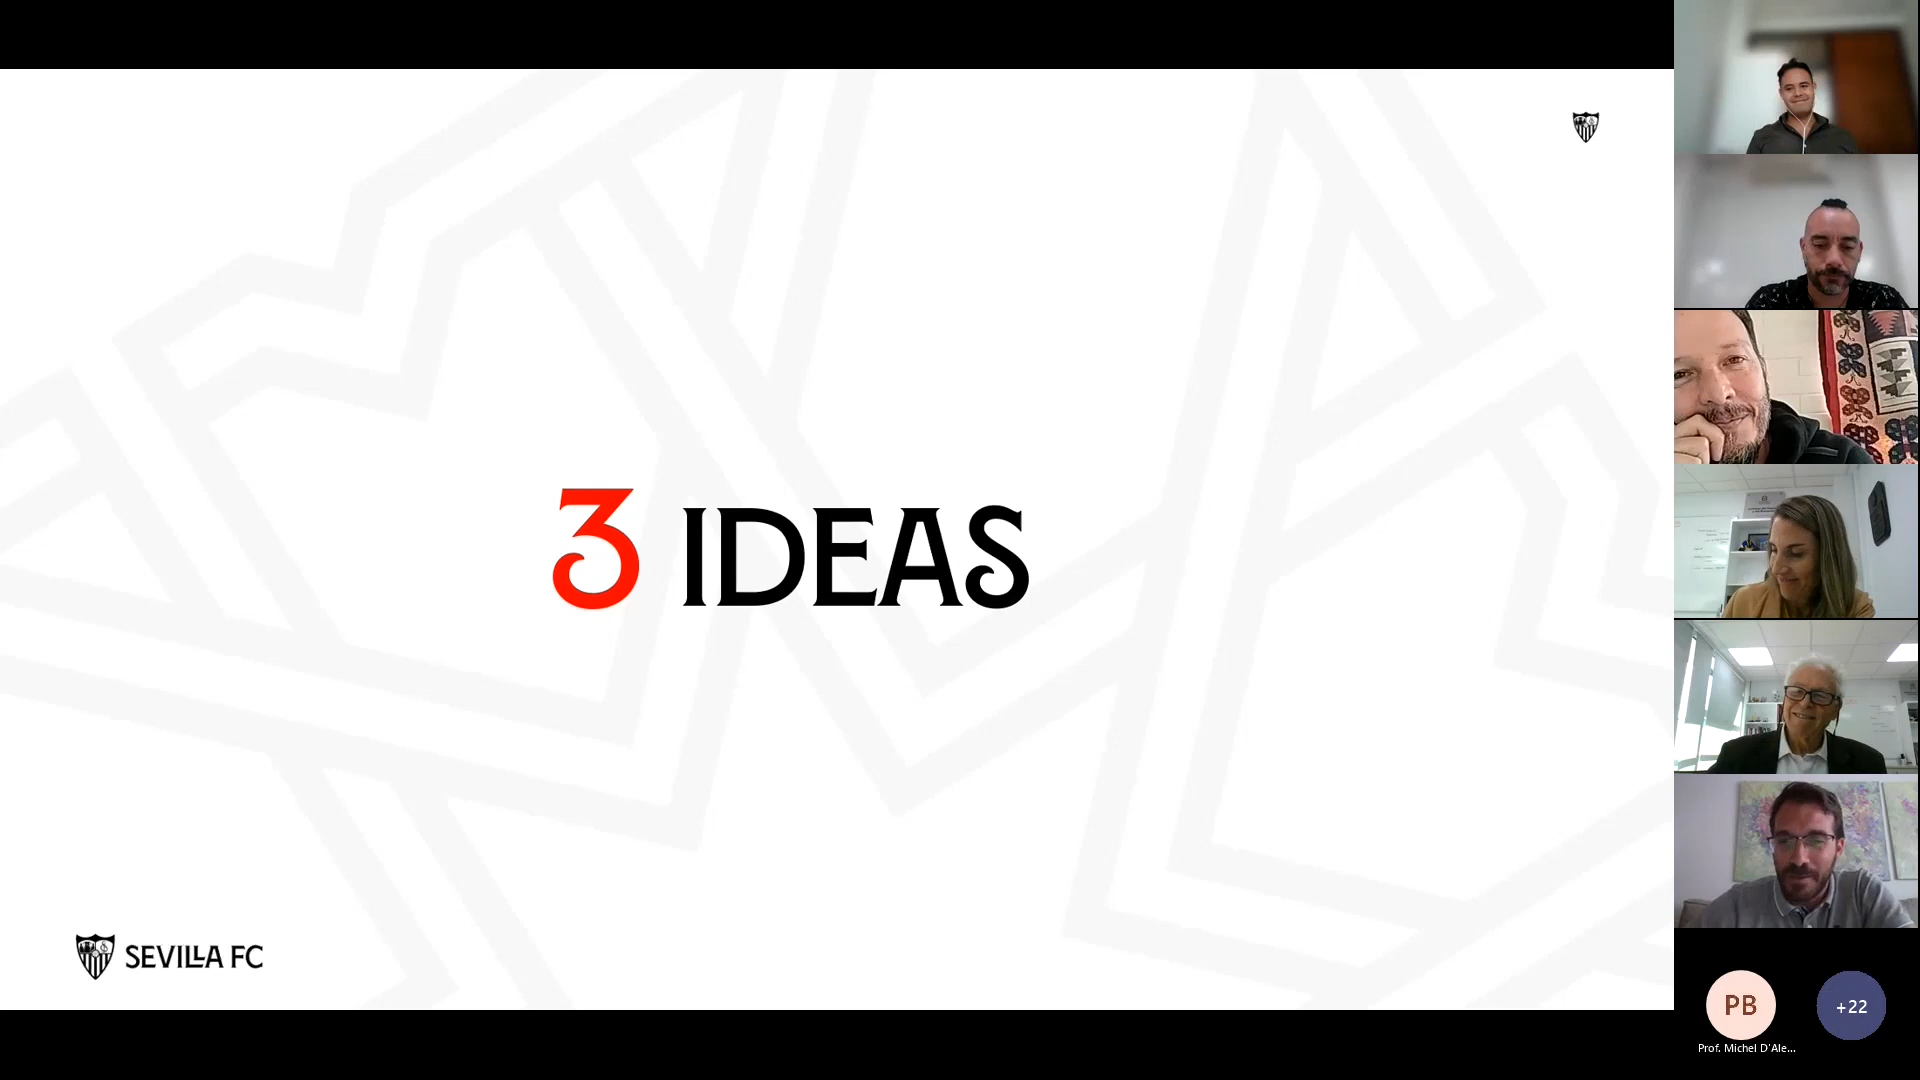 3 IDEAS
SEVILLA FC
PB
+22
Prof. Michel D'Ale...